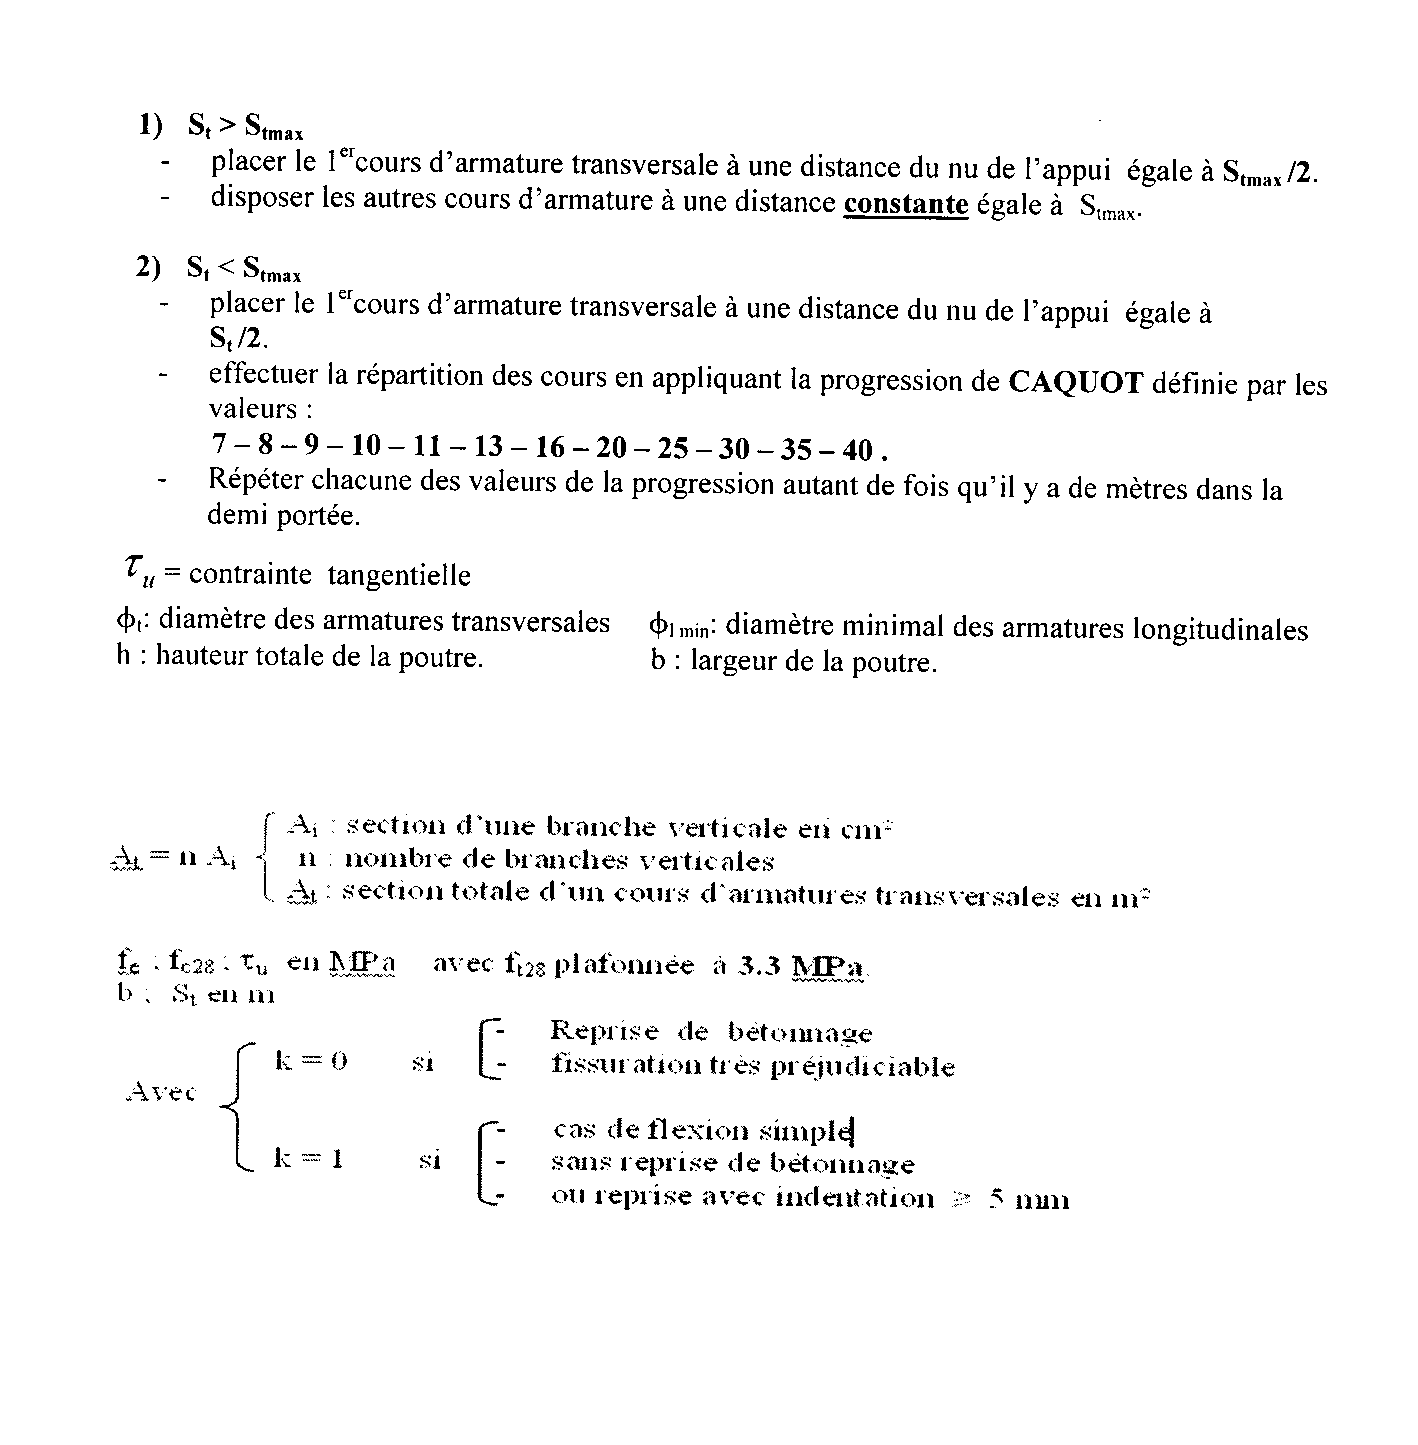 1) St > Stmax
- placer le 1er cours d'armature transversale à une distance du nu de l'appui égale à Stmax /2.
- disposer les autres cours d'armature à une distance constante égale à Stmax.
2) St < Stmax
- placer le 1er cours d'armature transversale à une distance du nu de l'appui égale à
St /2.
- effectuer la répartition des cours en appliquant la progression de CAQUOT définie par les
valeurs :
7 – 8 – 9 – 10 – 11 – 13 – 16 – 20 – 25 – 30 – 35 – 40 .
- Répéter chacune des valeurs de la progression autant de fois qu'il y a de mètres dans la
demi portée.
τu = contrainte tangentielle
ϕt: diamètre des armatures transversales ϕl min: diamètre minimal des armatures longitudinales
h : hauteur totale de la poutre. b : largeur de la poutre.
Ai : section d'une branche verticale en cm²
At = n Ai n : nombre de branches verticales
At : section totale d'un cours d'armatures transversales en m²
fe ; fc28 ; τu en MPa avec ft28 plafonnée à 3.3 MPa.
b ; St en m
- Reprise de bétonnage
k = 0 si - fissuration très préjudiciable
Avec
- cas de flexion simple
k = 1 si - sans reprise de bétonnage
- ou reprise avec indentation ≥ 5 mm